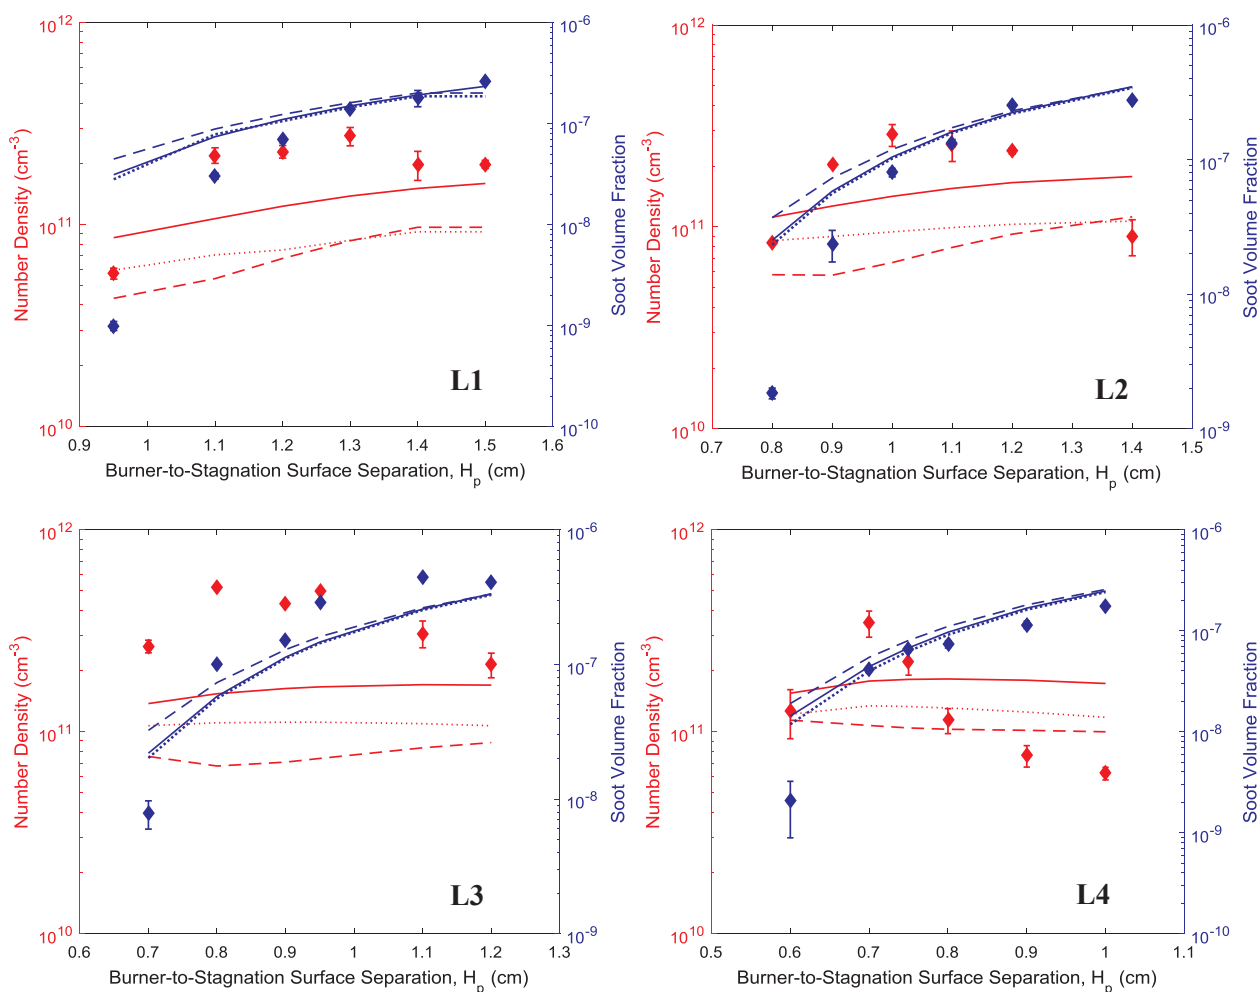 10^12
10^11
10^10
Number Density (cm^-3)
10^-6
10^-7
10^-8
10^-9
10^-10
Soot Volume Fraction
L1
0.9 1 1.1 1.2 1.3 1.4 1.5 1.6
Burner-to-Stagnation Surface Separation, H_p (cm)
10^12
10^11
10^10
Number Density (cm^-3)
10^-6
10^-7
10^-8
10^-9
Soot Volume Fraction
L2
0.7 0.8 0.9 1 1.1 1.2 1.3 1.4 1.5
Burner-to-Stagnation Surface Separation, H_p (cm)
10^12
10^11
10^10
Number Density (cm^-3)
10^-6
10^-7
10^-8
10^-9
Soot Volume Fraction
L3
0.6 0.7 0.8 0.9 1 1.1 1.2 1.3
Burner-to-Stagnation Surface Separation, H_p (cm)
10^12
10^11
10^10
Number Density (cm^-3)
10^-6
10^-7
10^-8
10^-9
10^-10
Soot Volume Fraction
L4
0.5 0.6 0.7 0.8 0.9 1 1.1
Burner-to-Stagnation Surface Separation, H_p (cm)